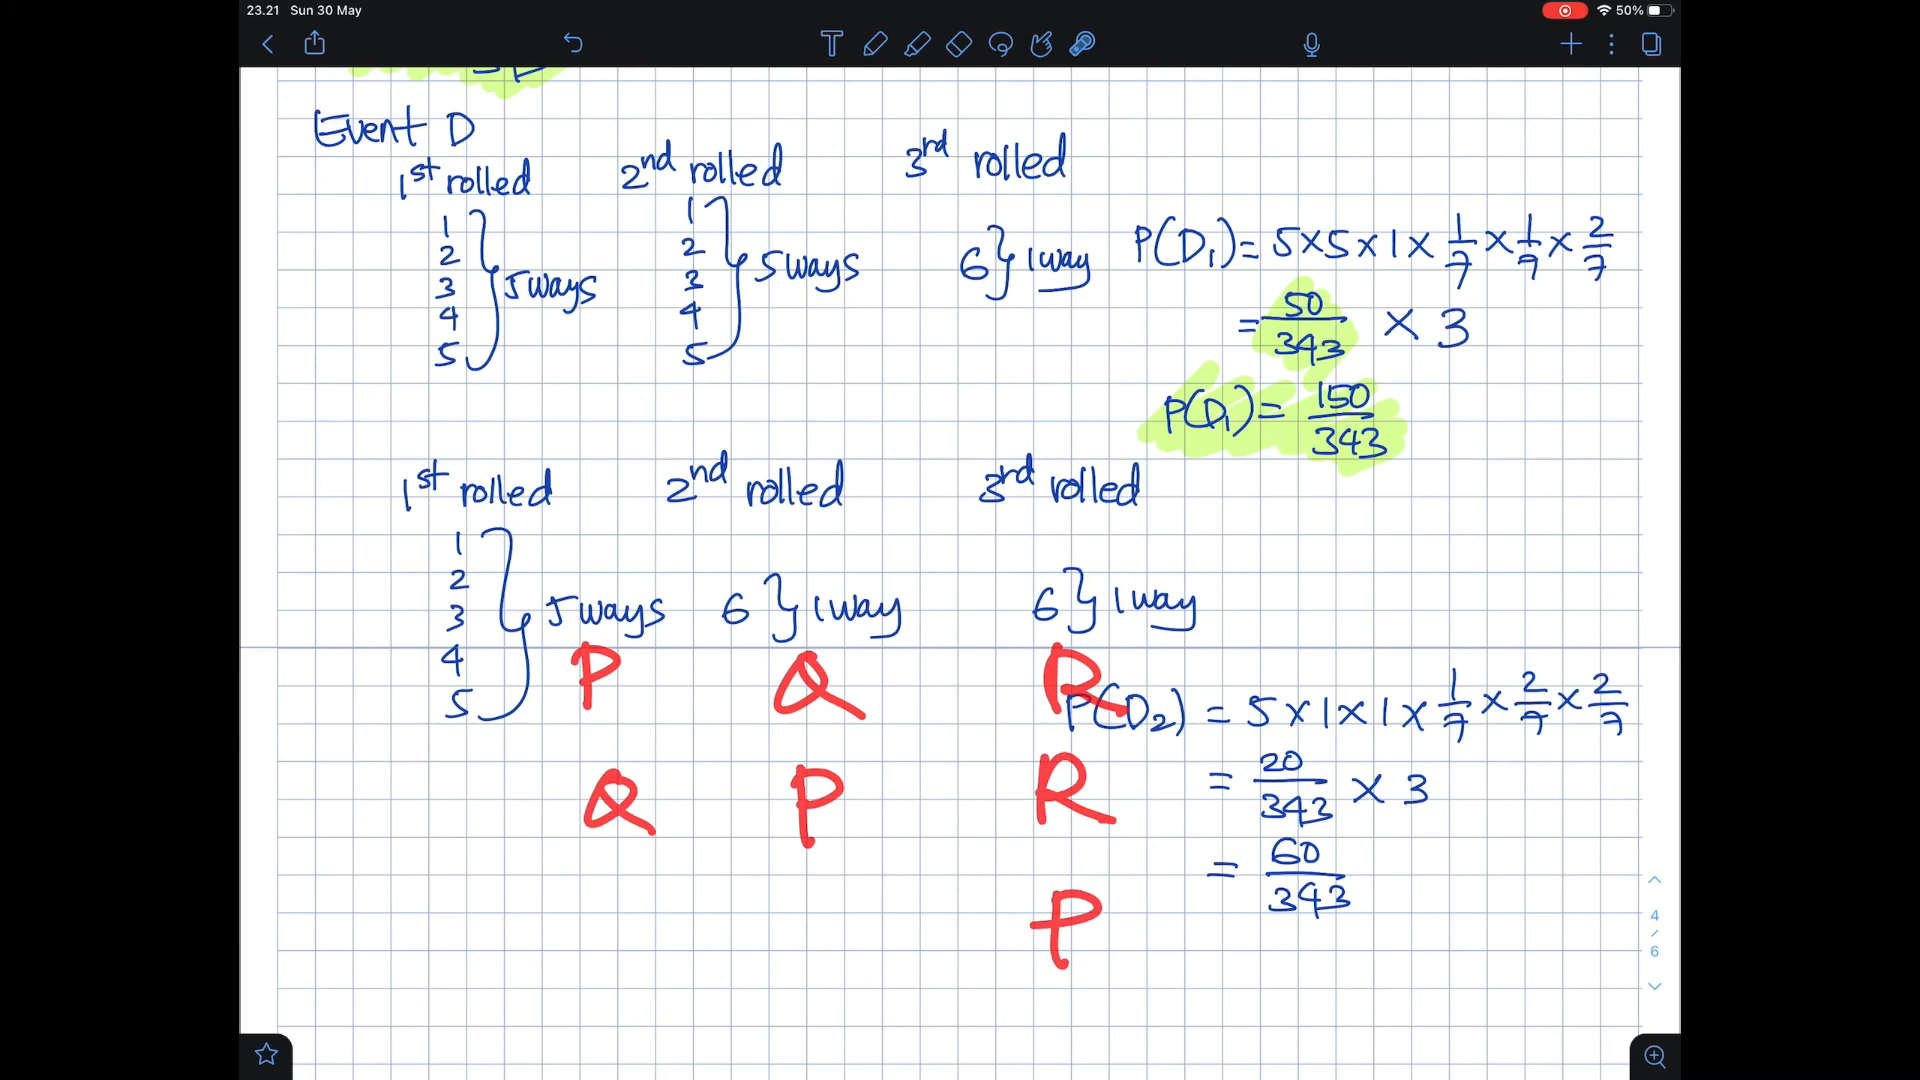 23.21 Sun 30 May
50%
T
Event D
1st rolled 2nd rolled 3rd rolled
1 1
2 2
3 3
4 4
5 5
5 ways 5 ways 6 } 1 way
P(D₁) = 5 × 5 × 1 × 1/7 × 1/7 × 2/7
= 50/343 × 3
P(D₁) = 150/343
1st rolled 2nd rolled 3rd rolled
1
2
3
4
5
5 ways 6 } 1 way 6 } 1 way
P Q R
P(D₂) = 5 × 1 × 1 × 1/7 × 2/7 × 2/7
Q P R
= 20/343 × 3
= 60/343
P
4
/
6